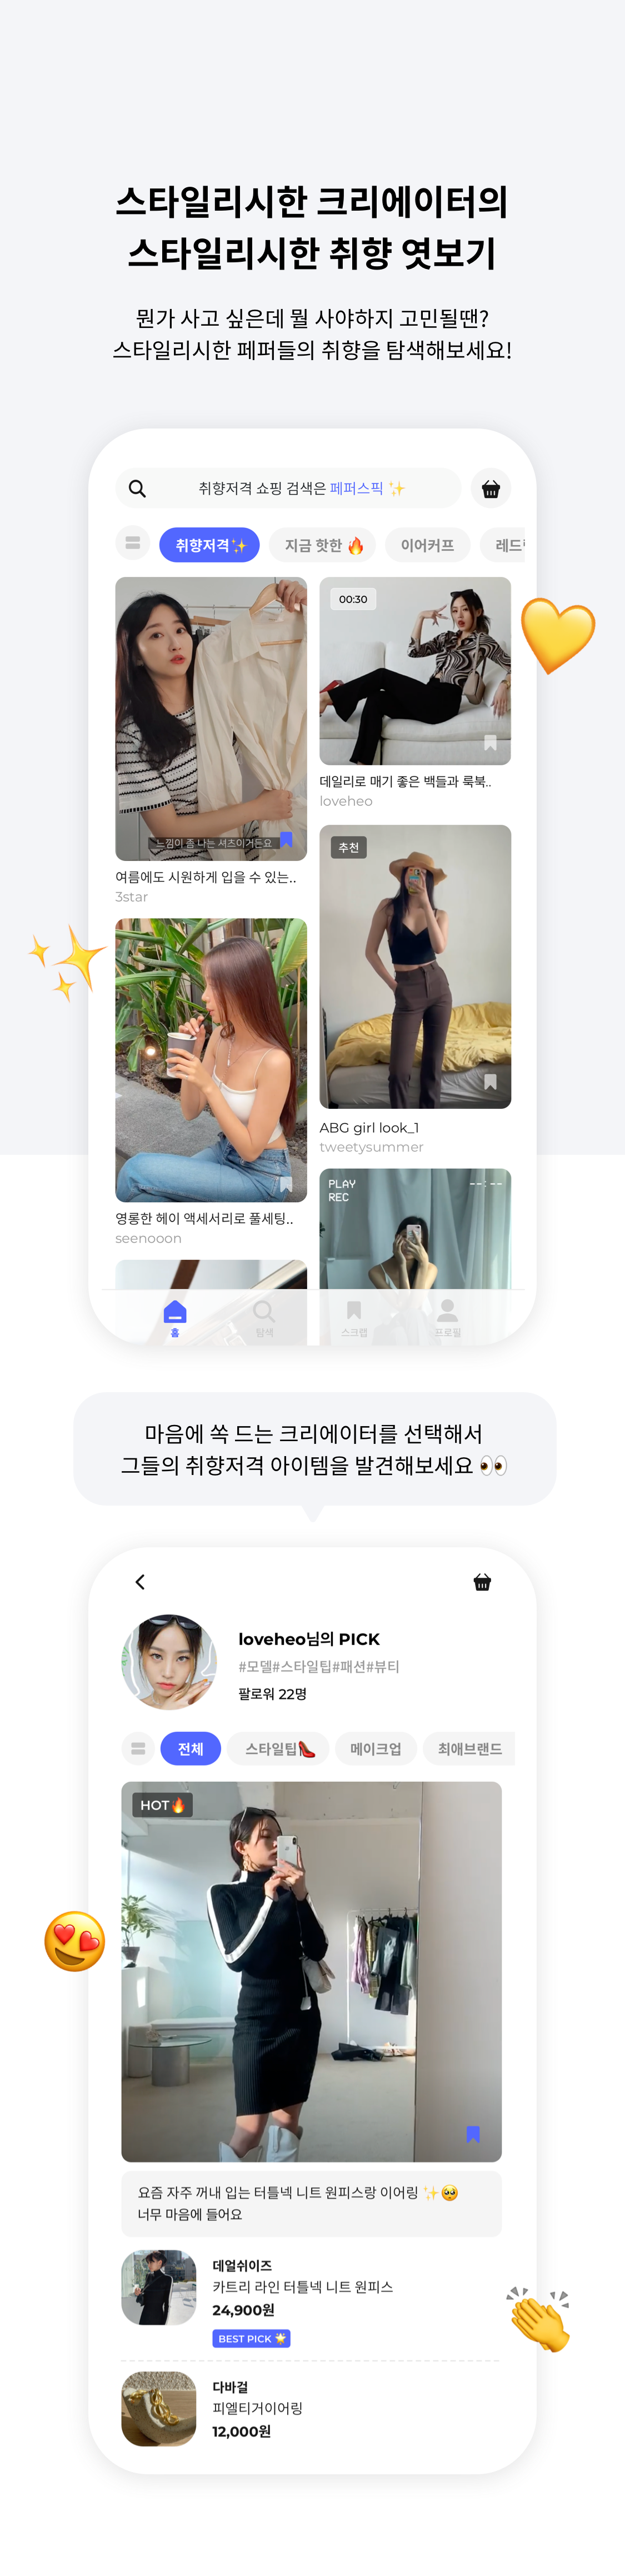 스타일리시한 크리에이터의
스타일리시한 취향 엿보기
뭔가 사고 싶은데 뭘 사야하지 고민될땐?
스타일리시한 페퍼들의 취향을 탐색해보세요!
취향저격 쇼핑 검색은 페퍼스픽 ✨
취향저격✨ 지금 핫한 🔥 이어커프
느낌이 좀 나는 셔츠이거든요
여름에도 시원하게 입을 수 있는..
3star
00:30
데일리로 매기 좋은 백들과 룩북..
loveheo
추천
ABG girl look_1
tweetysummer
영롱한 헤이 액세서리로 풀세팅..
seenooon
PLAY --:--
REC
홈 탐색 스크랩 프로필
마음에 쏙 드는 크리에이터를 선택해서
그들의 취향저격 아이템을 발견해보세요 👀
loveheo님의 PICK
#모델#스타일팁#패션#뷰티
팔로워 22명
전체 스타일팁👠 메이크업 최애브랜드
HOT🔥
요즘 자주 꺼내 입는 터틀넥 니트 원피스랑 이어링 ✨🥺
너무 마음에 들어요
데얼쉬이즈
카트리 라인 터틀넥 니트 원피스
24,900원
BEST PICK 🌟
다바걸
피엘티거이어링
12,000원